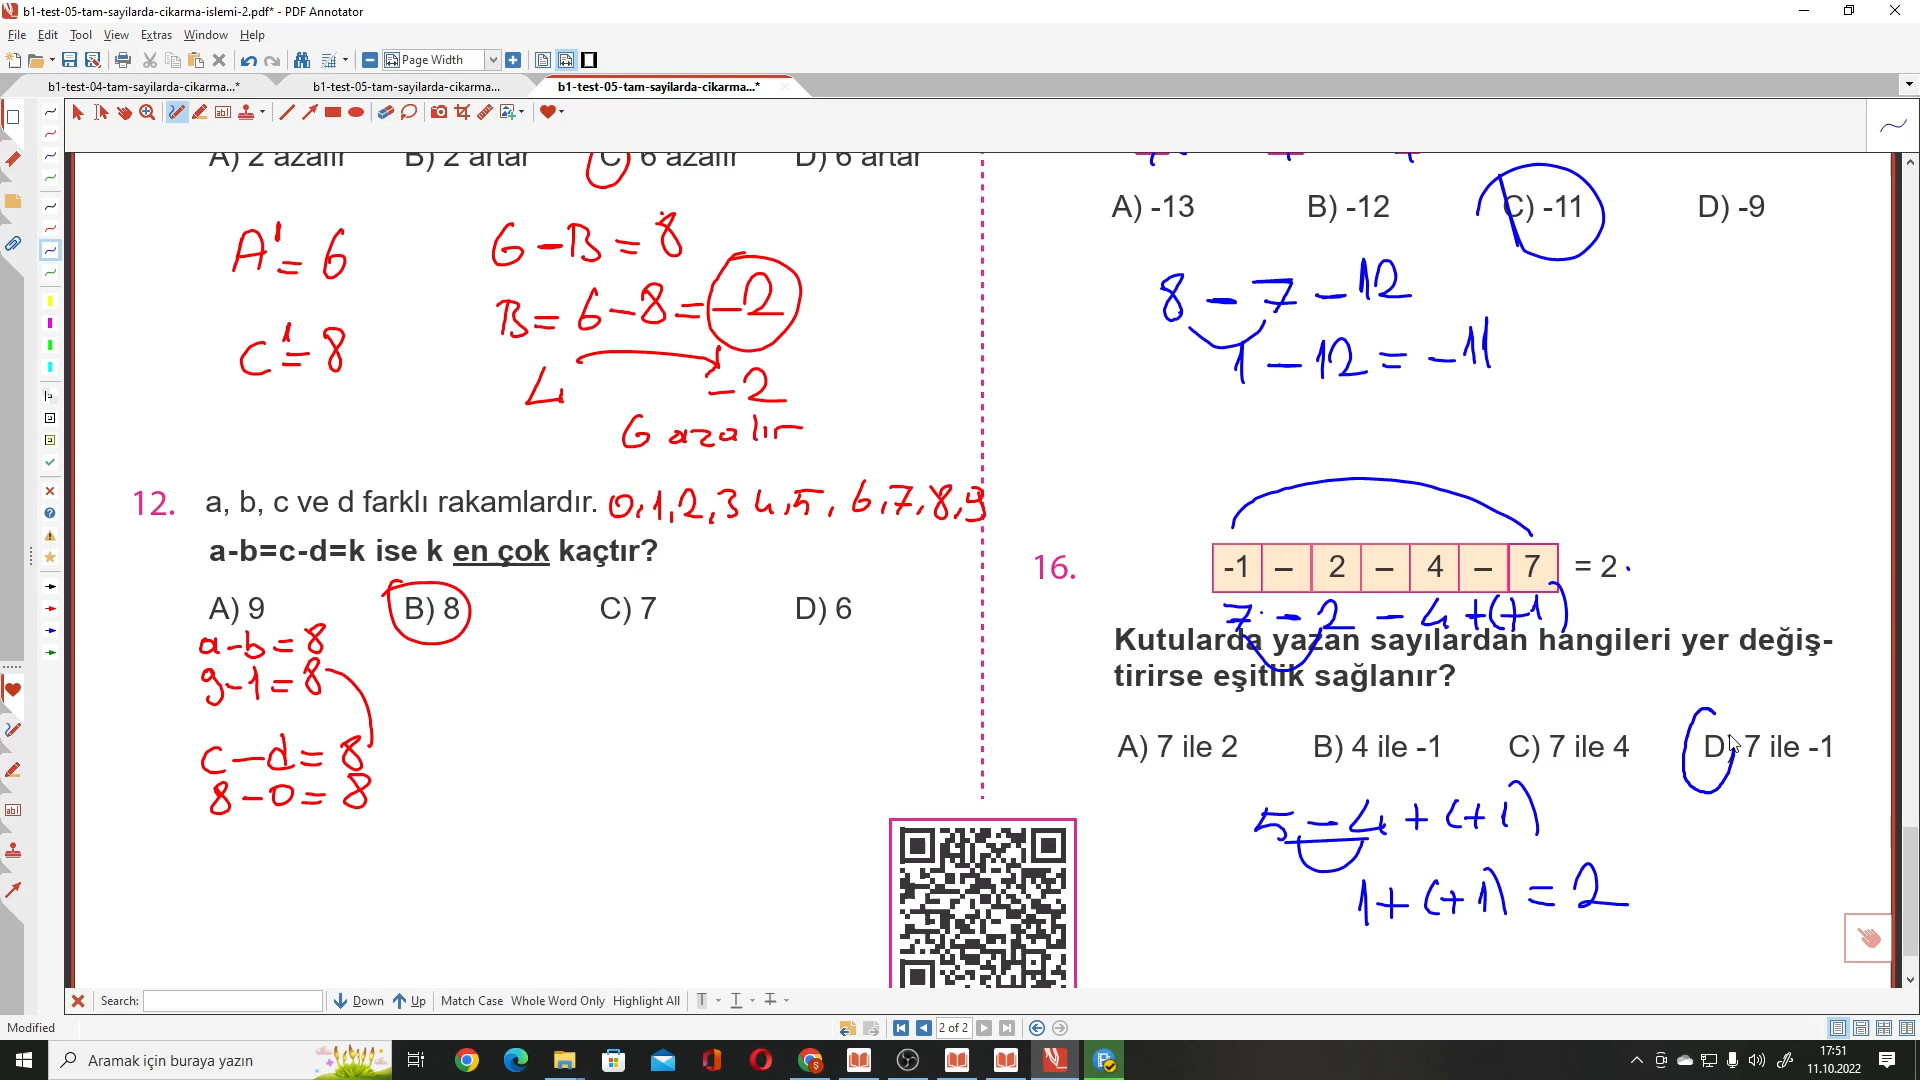 b1-test-05-tam-sayilarda-cikarma-islemi-2.pdf* - PDF Annotator
File Edit Tool View Extras Window Help
Page Width
b1-test-04-tam-sayilarda-cikarma...*
b1-test-05-tam-sayilarda-cikarma...
b1-test-05-tam-sayilarda-cikarma...*
A) 2 azalır B) 2 artar C) 6 azalır D) 6 artar
A' = 6
C' = 8
6 - B = 8
B = 6 - 8 = -2
4 -2
6 azalır
12. a, b, c ve d farklı rakamlardır. 0,1,2,3 4,5, 6,7,8,9
a-b=c-d=k ise k en çok kaçtır?
A) 9 B) 8 C) 7 D) 6
a-b = 8
9-1 = 8
c-d = 8
8-0 = 8
A) -13 B) -12 C) -11 D) -9
8 - 7 - 12
1 - 12 = -11
16. -1 – 2 – 4 – 7 = 2
7 - 2 - 4 + (+1)
Kutularda yazan sayılardan hangileri yer değiş-
tirirse eşitlik sağlanır?
A) 7 ile 2 B) 4 ile -1 C) 7 ile 4 D) 7 ile -1
5 - 4 + (+1)
1 + (+1) = 2
Search: Down Up Match Case Whole Word Only Highlight All
Modified
2 of 2
Aramak için buraya yazın
17:51
11.10.2022